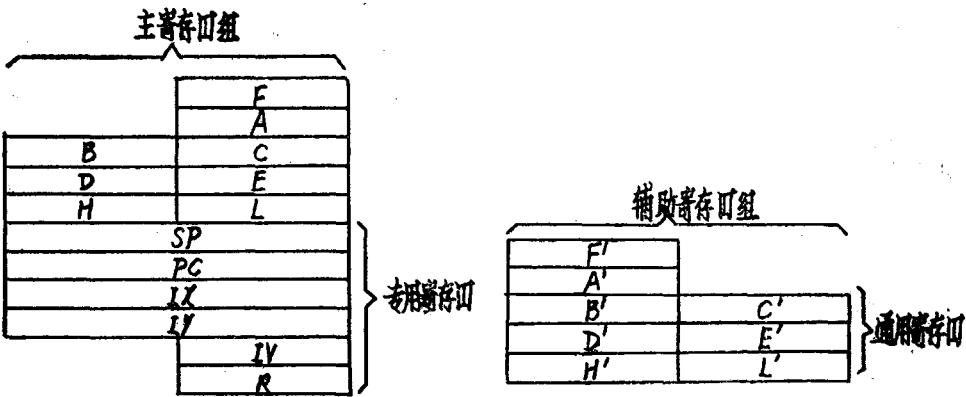 主寄存器组
F
A
B C
D E
H L
SP
PC
IX
IY
IV
R
专用寄存器
辅助寄存器组
F'
A'
B' C'
D' E'
H' L'
通用寄存器